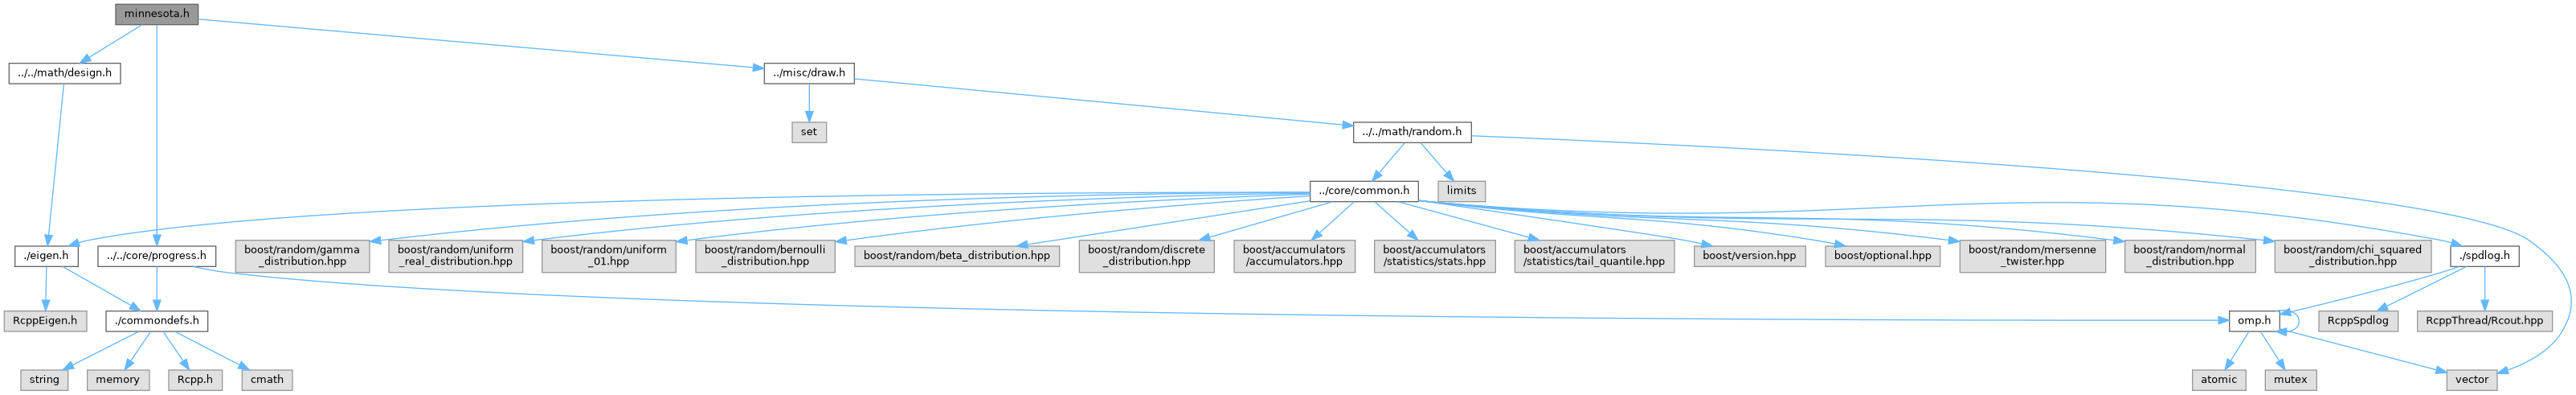 minnesota.h
../../math/design.h
../misc/draw.h
set
../../math/random.h
../core/common.h
limits
./eigen.h
../../core/progress.h
boost/random/gamma
_distribution.hpp
boost/random/uniform
_real_distribution.hpp
boost/random/uniform
_01.hpp
boost/random/bernoulli
_distribution.hpp
boost/random/beta_distribution.hpp
boost/random/discrete
_distribution.hpp
boost/accumulators
/accumulators.hpp
boost/accumulators
/statistics/stats.hpp
boost/accumulators
/statistics/tail_quantile.hpp
boost/version.hpp
boost/optional.hpp
boost/random/mersenne
_twister.hpp
boost/random/normal
_distribution.hpp
boost/random/chi_squared
_distribution.hpp
./spdlog.h
RcppEigen.h
./commondefs.h
omp.h
RcppSpdlog
RcppThread/Rcout.hpp
string
memory
Rcpp.h
cmath
atomic
mutex
vector